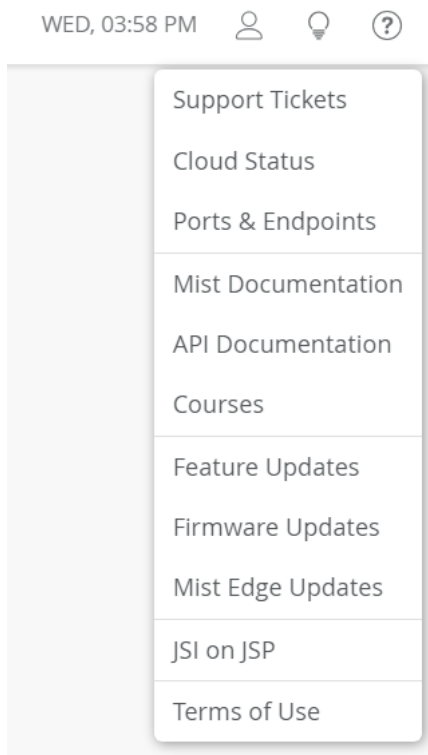 WED, 03:58 PM
?
Support Tickets
Cloud Status
Ports & Endpoints
Mist Documentation
API Documentation
Courses
Feature Updates
Firmware Updates
Mist Edge Updates
JSI on JSP
Terms of Use